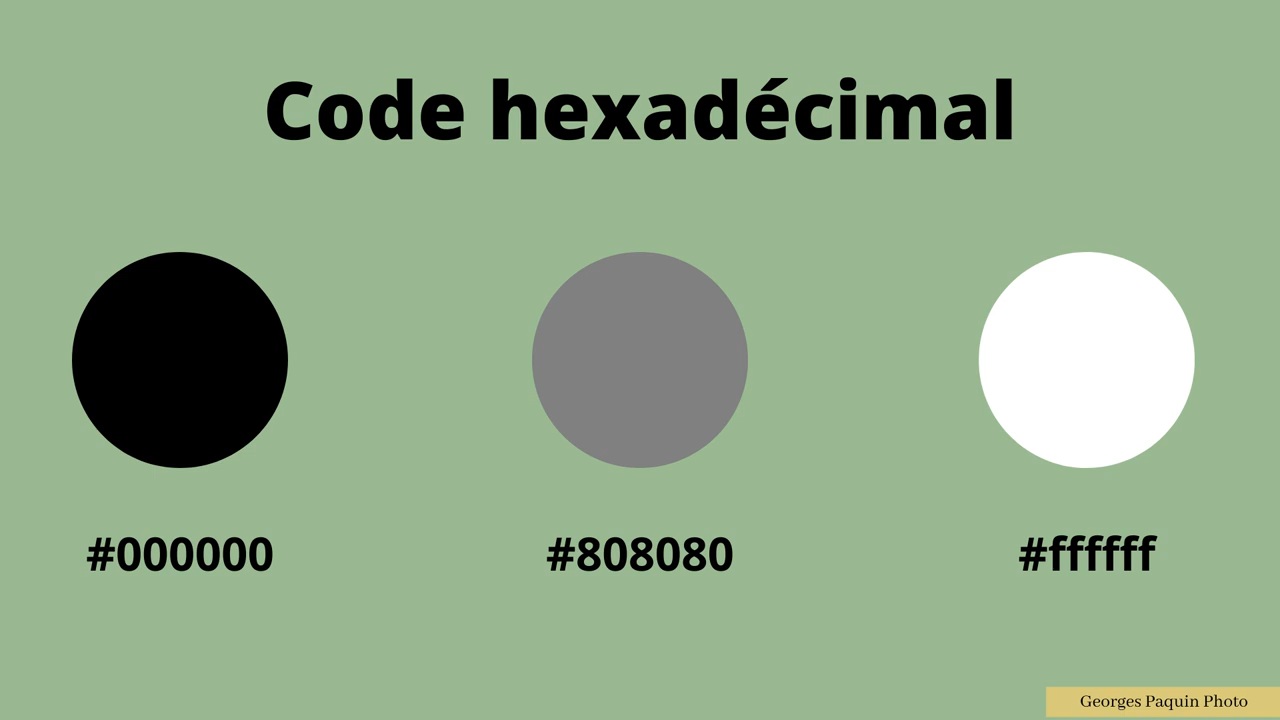 Code hexadécimal
#000000
#808080
#ffffff
Georges Paquin Photo